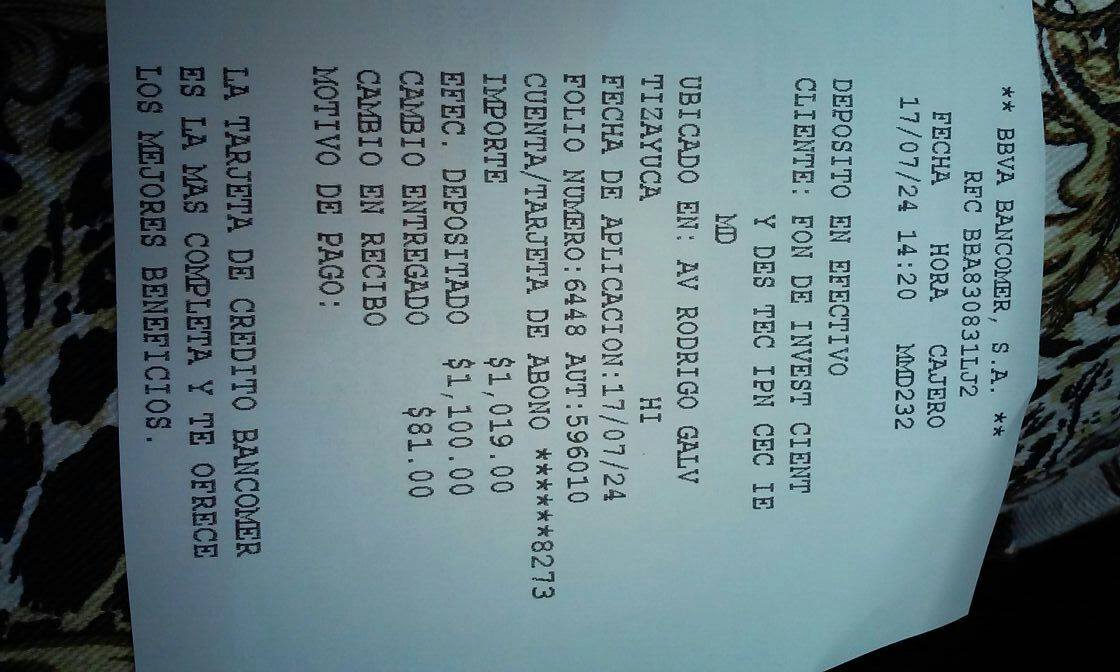 ** BBVA BANCOMER, S.A. **
RFC BBA830831LJ2
FECHA HORA CAJERO
17/07/24 14:20 MMD232
DEPOSITO EN EFECTIVO
CLIENTE: FON DE INVEST CIENT
Y DES TEC IPN CEC IE
MD
UBICADO EN: AV RODRIGO GALV
TIZAYUCA HI
FECHA DE APLICACION:17/07/24
FOLIO NUMERO:6448 AUT:596010
CUENTA/TARJETA DE ABONO ******8273
IMPORTE $1,019.00
EFEC. DEPOSITADO $1,100.00
CAMBIO ENTREGADO $81.00
CAMBIO EN RECIBO
MOTIVO DE PAGO:
LA TARJETA DE CREDITO BANCOMER
ES LA MAS COMPLETA Y TE OFRECE
LOS MEJORES BENEFICIOS.